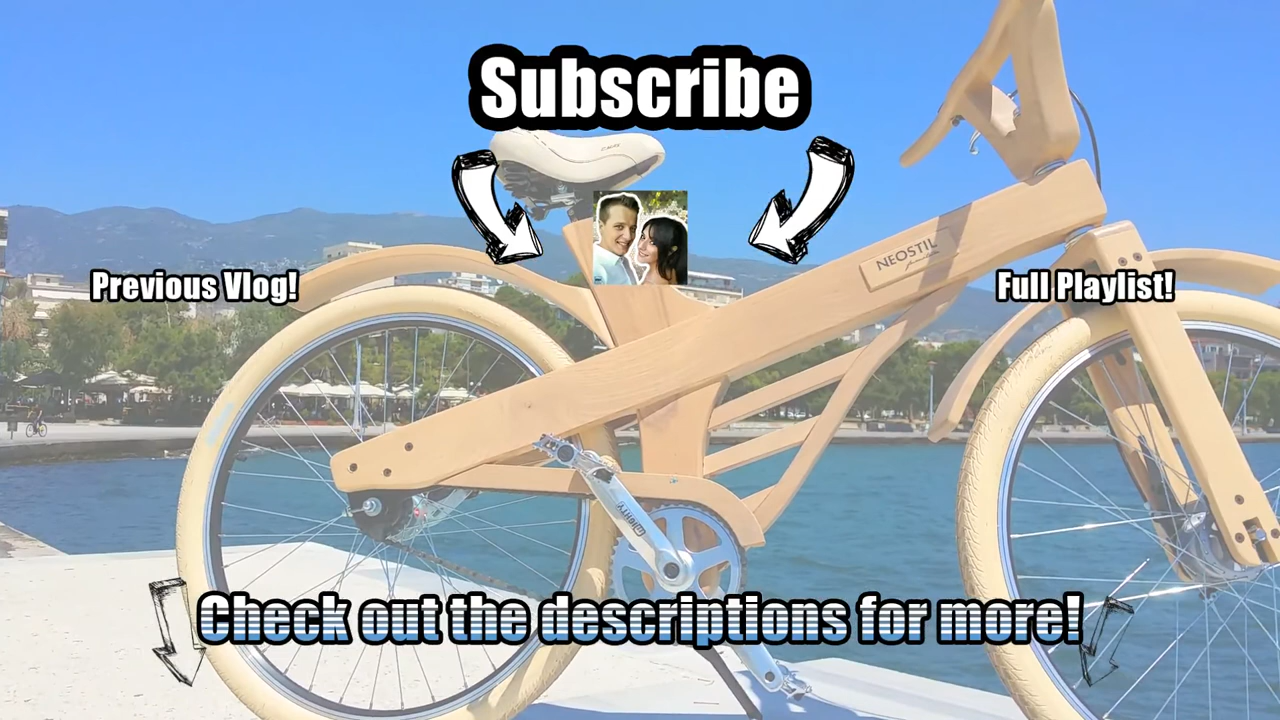 Subscribe
NEOSTIL
Previous Vlog!
Full Playlist!
Check out the descriptions for more!